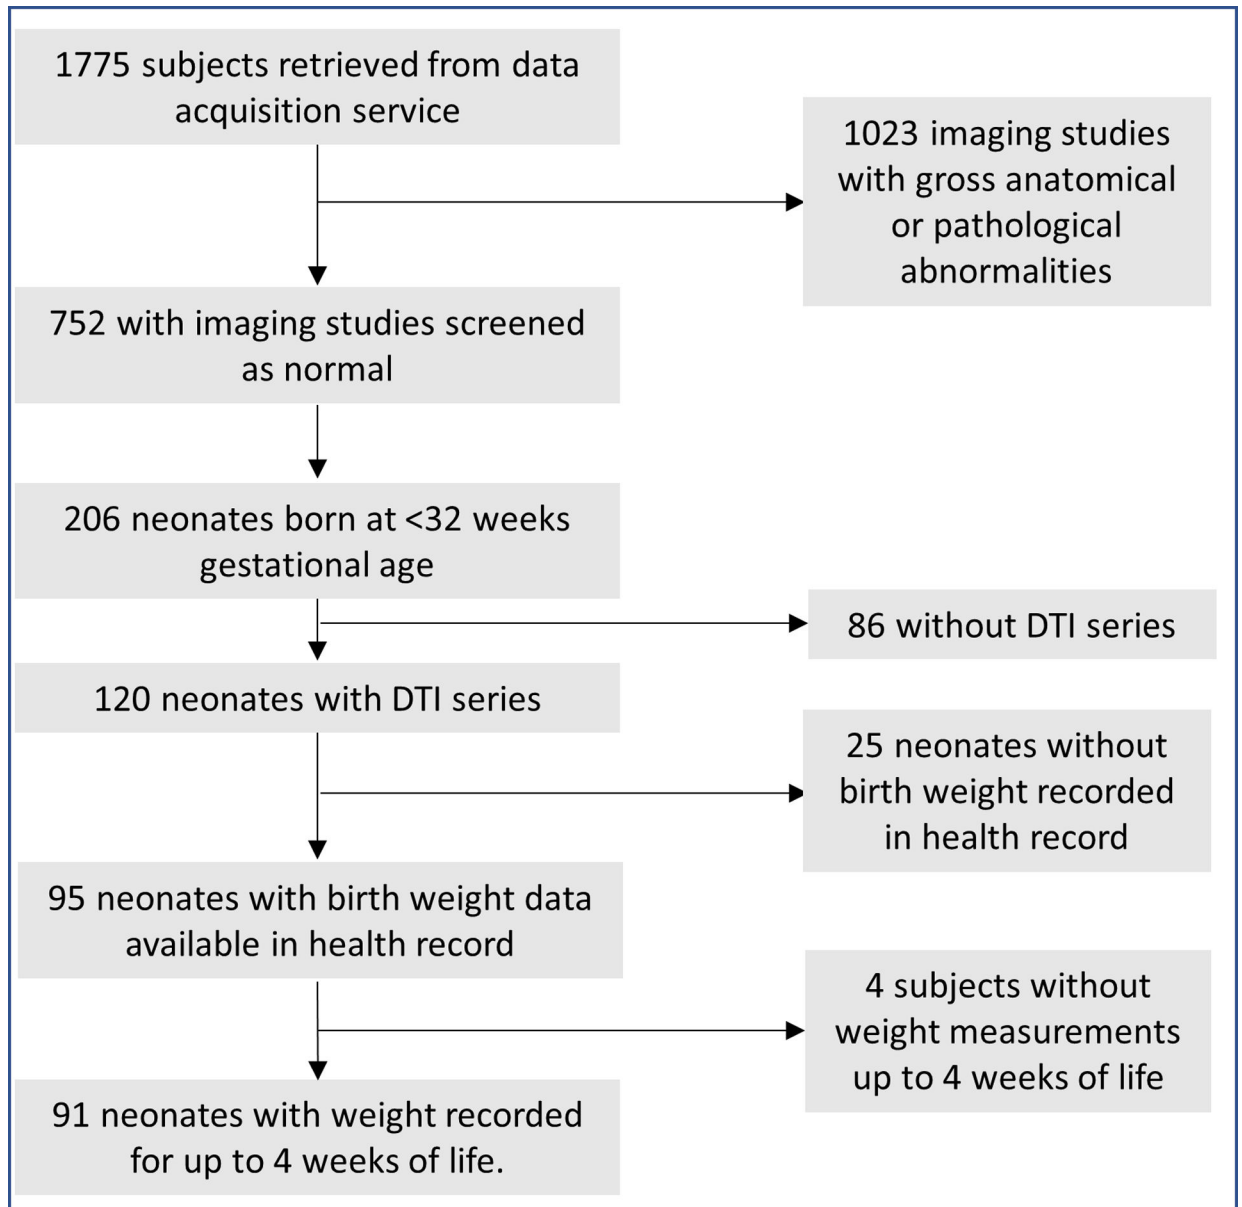 1775 subjects retrieved from data
acquisition service
1023 imaging studies
with gross anatomical
or pathological
abnormalities
752 with imaging studies screened
as normal
206 neonates born at <32 weeks
gestational age
86 without DTI series
120 neonates with DTI series
25 neonates without
birth weight recorded
in health record
95 neonates with birth weight data
available in health record
4 subjects without
weight measurements
up to 4 weeks of life
91 neonates with weight recorded
for up to 4 weeks of life.